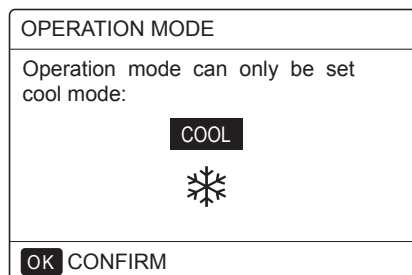 OPERATION MODE
Operation mode can only be set
cool mode:
COOL
OK CONFIRM